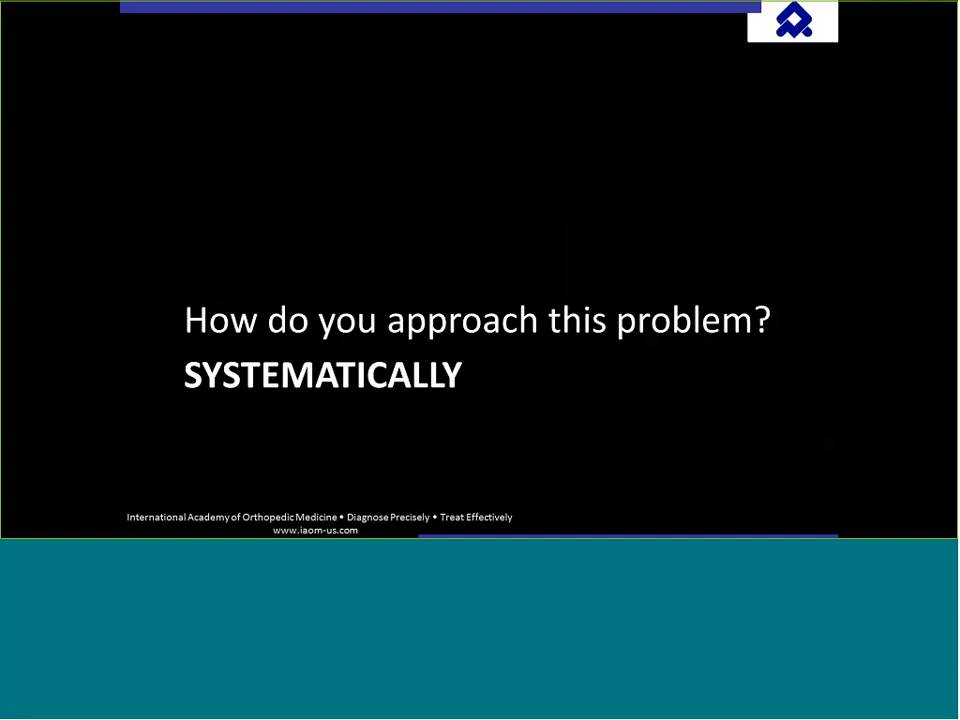 How do you approach this problem?
SYSTEMATICALLY
International Academy of Orthopedic Medicine • Diagnose Precisely • Treat Effectively
www.iaom-us.com